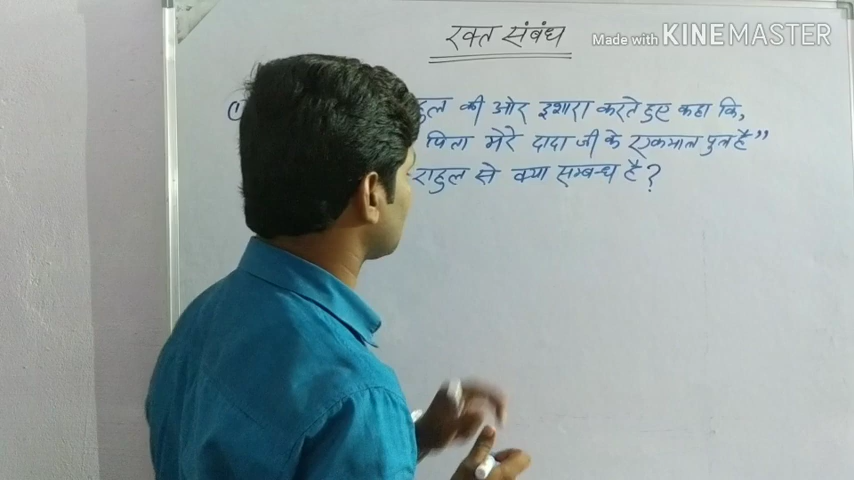 रक्त संबंध
Made with KINEMASTER
हुल की ओर इशारा करते हुए कहा कि,
पिता मेरे दादा जी के एकमात्र पुत्र है”
राहुल से क्या सम्बन्ध है?